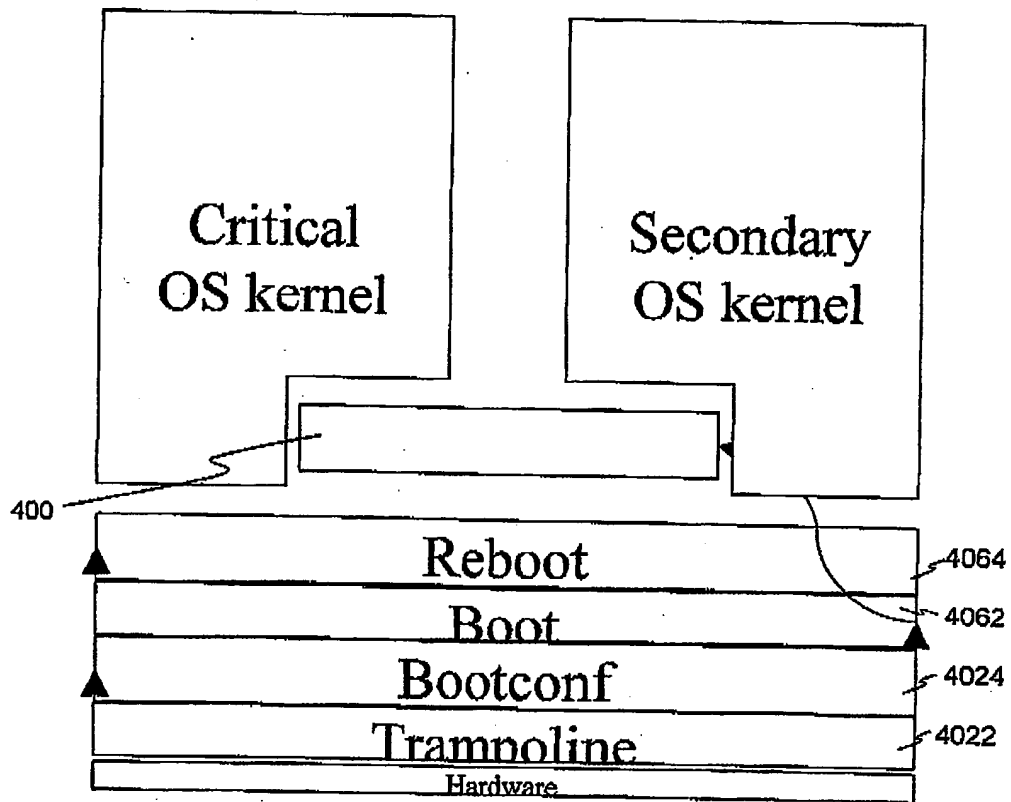 Critical
OS kernel
Secondary
OS kernel
400
Reboot
4064
Boot
4062
Bootconf
4024
Trampoline
4022
Hardware